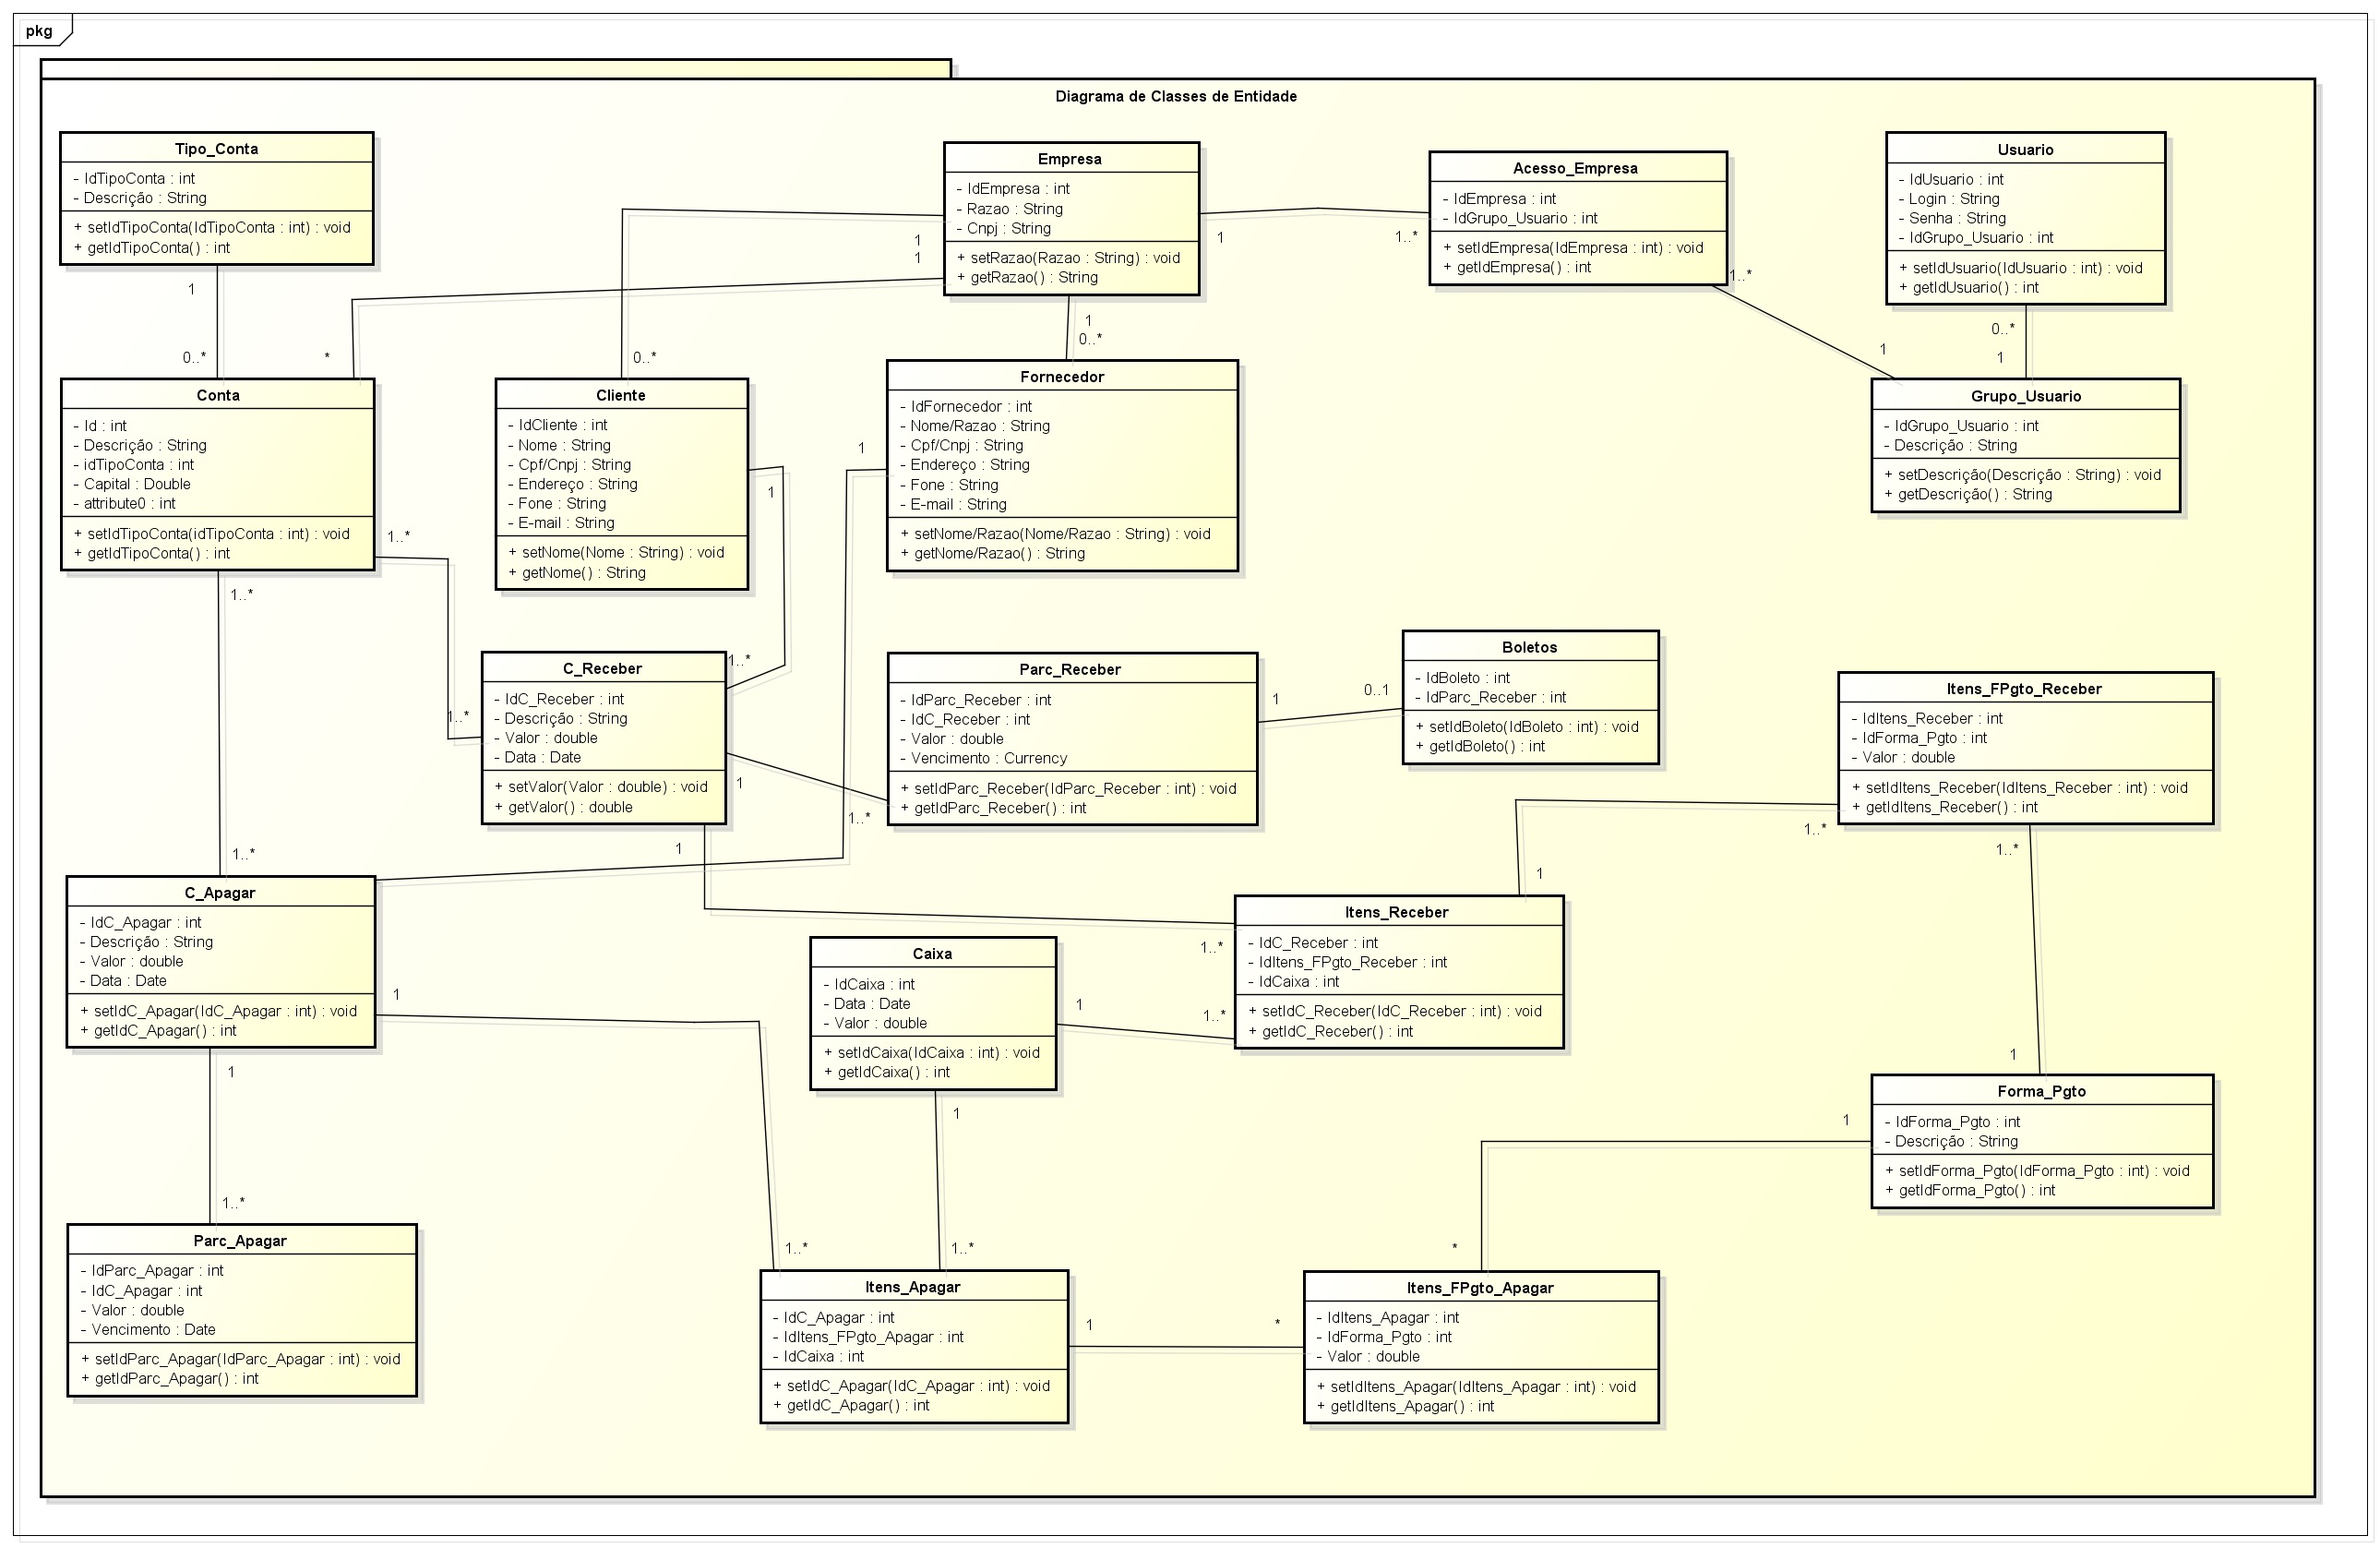 pkg
Diagrama de Classes de Entidade
Tipo_Conta
- IdTipoConta : int
- Descrição : String
+ setIdTipoConta(IdTipoConta : int) : void
+ getIdTipoConta() : int
Empresa
- IdEmpresa : int
- Razao : String
- Cnpj : String
+ setRazao(Razao : String) : void
+ getRazao() : String
Acesso_Empresa
- IdEmpresa : int
- IdGrupo_Usuario : int
+ setIdEmpresa(IdEmpresa : int) : void
+ getIdEmpresa() : int
Usuario
- IdUsuario : int
- Login : String
- Senha : String
- IdGrupo_Usuario : int
+ setIdUsuario(IdUsuario : int) : void
+ getIdUsuario() : int
1
1
1
1..*
1..*
1
0..*
*
0..*
1
0..*
1
0..*
1
Conta
- Id : int
- Descrição : String
- idTipoConta : int
- Capital : Double
- attribute0 : int
+ setIdTipoConta(idTipoConta : int) : void
+ getIdTipoConta() : int
Cliente
- IdCliente : int
- Nome : String
- Cpf/Cnpj : String
- Endereço : String
- Fone : String
- E-mail : String
+ setNome(Nome : String) : void
+ getNome() : String
Fornecedor
- IdFornecedor : int
- Nome/Razao : String
- Cpf/Cnpj : String
- Endereço : String
- Fone : String
- E-mail : String
+ setNome/Razao(Nome/Razao : String) : void
+ getNome/Razao() : String
Grupo_Usuario
- IdGrupo_Usuario : int
- Descrição : String
+ setDescrição(Descrição : String) : void
+ getDescrição() : String
1
1
1..*
1..*
1..*
1..*
C_Receber
- IdC_Receber : int
- Descrição : String
- Valor : double
- Data : Date
+ setValor(Valor : double) : void
+ getValor() : double
Parc_Receber
- IdParc_Receber : int
- IdC_Receber : int
- Valor : double
- Vencimento : Currency
+ setIdParc_Receber(IdParc_Receber : int) : void
+ getIdParc_Receber() : int
1
0..1
Boletos
- IdBoleto : int
- IdParc_Receber : int
+ setIdBoleto(IdBoleto : int) : void
+ getIdBoleto() : int
Itens_FPgto_Receber
- IdItens_Receber : int
- IdForma_Pgto : int
- Valor : double
+ setIdItens_Receber(IdItens_Receber : int) : void
+ getIdItens_Receber() : int
1
1..*
1
1..*
1..*
1..*
1
C_Apagar
- IdC_Apagar : int
- Descrição : String
- Valor : double
- Data : Date
+ setIdC_Apagar(IdC_Apagar : int) : void
+ getIdC_Apagar() : int
Caixa
- IdCaixa : int
- Data : Date
- Valor : double
+ setIdCaixa(IdCaixa : int) : void
+ getIdCaixa() : int
Itens_Receber
- IdC_Receber : int
- IdItens_FPgto_Receber : int
- IdCaixa : int
+ setIdC_Receber(IdC_Receber : int) : void
+ getIdC_Receber() : int
1..*
1
1
1..*
1
1
1
1
Forma_Pgto
- IdForma_Pgto : int
- Descrição : String
+ setIdForma_Pgto(IdForma_Pgto : int) : void
+ getIdForma_Pgto() : int
1..*
1..*
1..*
*
Parc_Apagar
- IdParc_Apagar : int
- IdC_Apagar : int
- Valor : double
- Vencimento : Date
+ setIdParc_Apagar(IdParc_Apagar : int) : void
+ getIdParc_Apagar() : int
Itens_Apagar
- IdC_Apagar : int
- IdItens_FPgto_Apagar : int
- IdCaixa : int
+ setIdC_Apagar(IdC_Apagar : int) : void
+ getIdC_Apagar() : int
1
*
Itens_FPgto_Apagar
- IdItens_Apagar : int
- IdForma_Pgto : int
- Valor : double
+ setIdItens_Apagar(IdItens_Apagar : int) : void
+ getIdItens_Apagar() : int